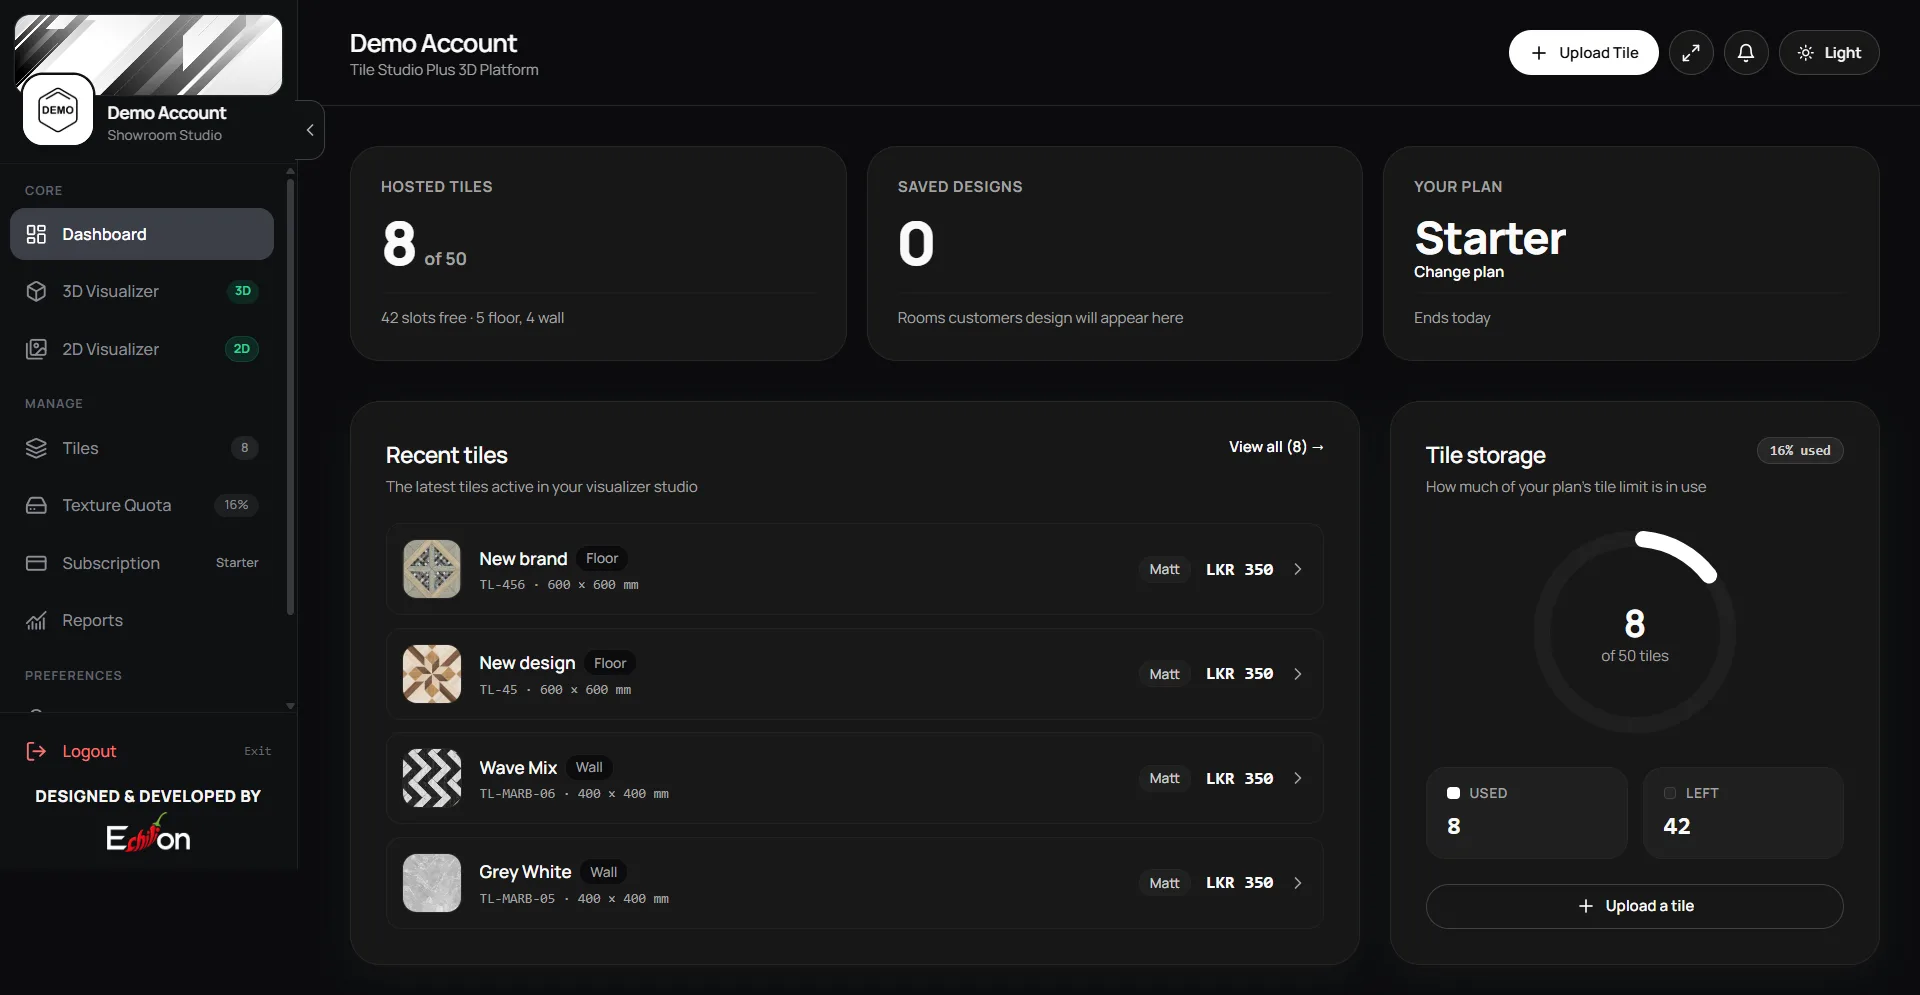 DEMO
Demo Account
Showroom Studio
CORE
Dashboard
3D Visualizer 3D
2D Visualizer 2D
MANAGE
Tiles 8
Texture Quota 16%
Subscription Starter
Reports
PREFERENCES
Logout Exit
DESIGNED & DEVELOPED BY
Echilion
Demo Account
Tile Studio Plus 3D Platform
Upload Tile
Light
HOSTED TILES
8 of 50
42 slots free · 5 floor, 4 wall
SAVED DESIGNS
0
Rooms customers design will appear here
YOUR PLAN
Starter
Change plan
Ends today
Recent tiles
View all (8) →
The latest tiles active in your visualizer studio
New brand Floor
TL-456 · 600 × 600 mm
Matt LKR 350
New design Floor
TL-45 · 600 × 600 mm
Matt LKR 350
Wave Mix Wall
TL-MARB-06 · 400 × 400 mm
Matt LKR 350
Grey White Wall
TL-MARB-05 · 400 × 400 mm
Matt LKR 350
Tile storage
16% used
How much of your plan's tile limit is in use
8
of 50 tiles
USED
8
LEFT
42
Upload a tile